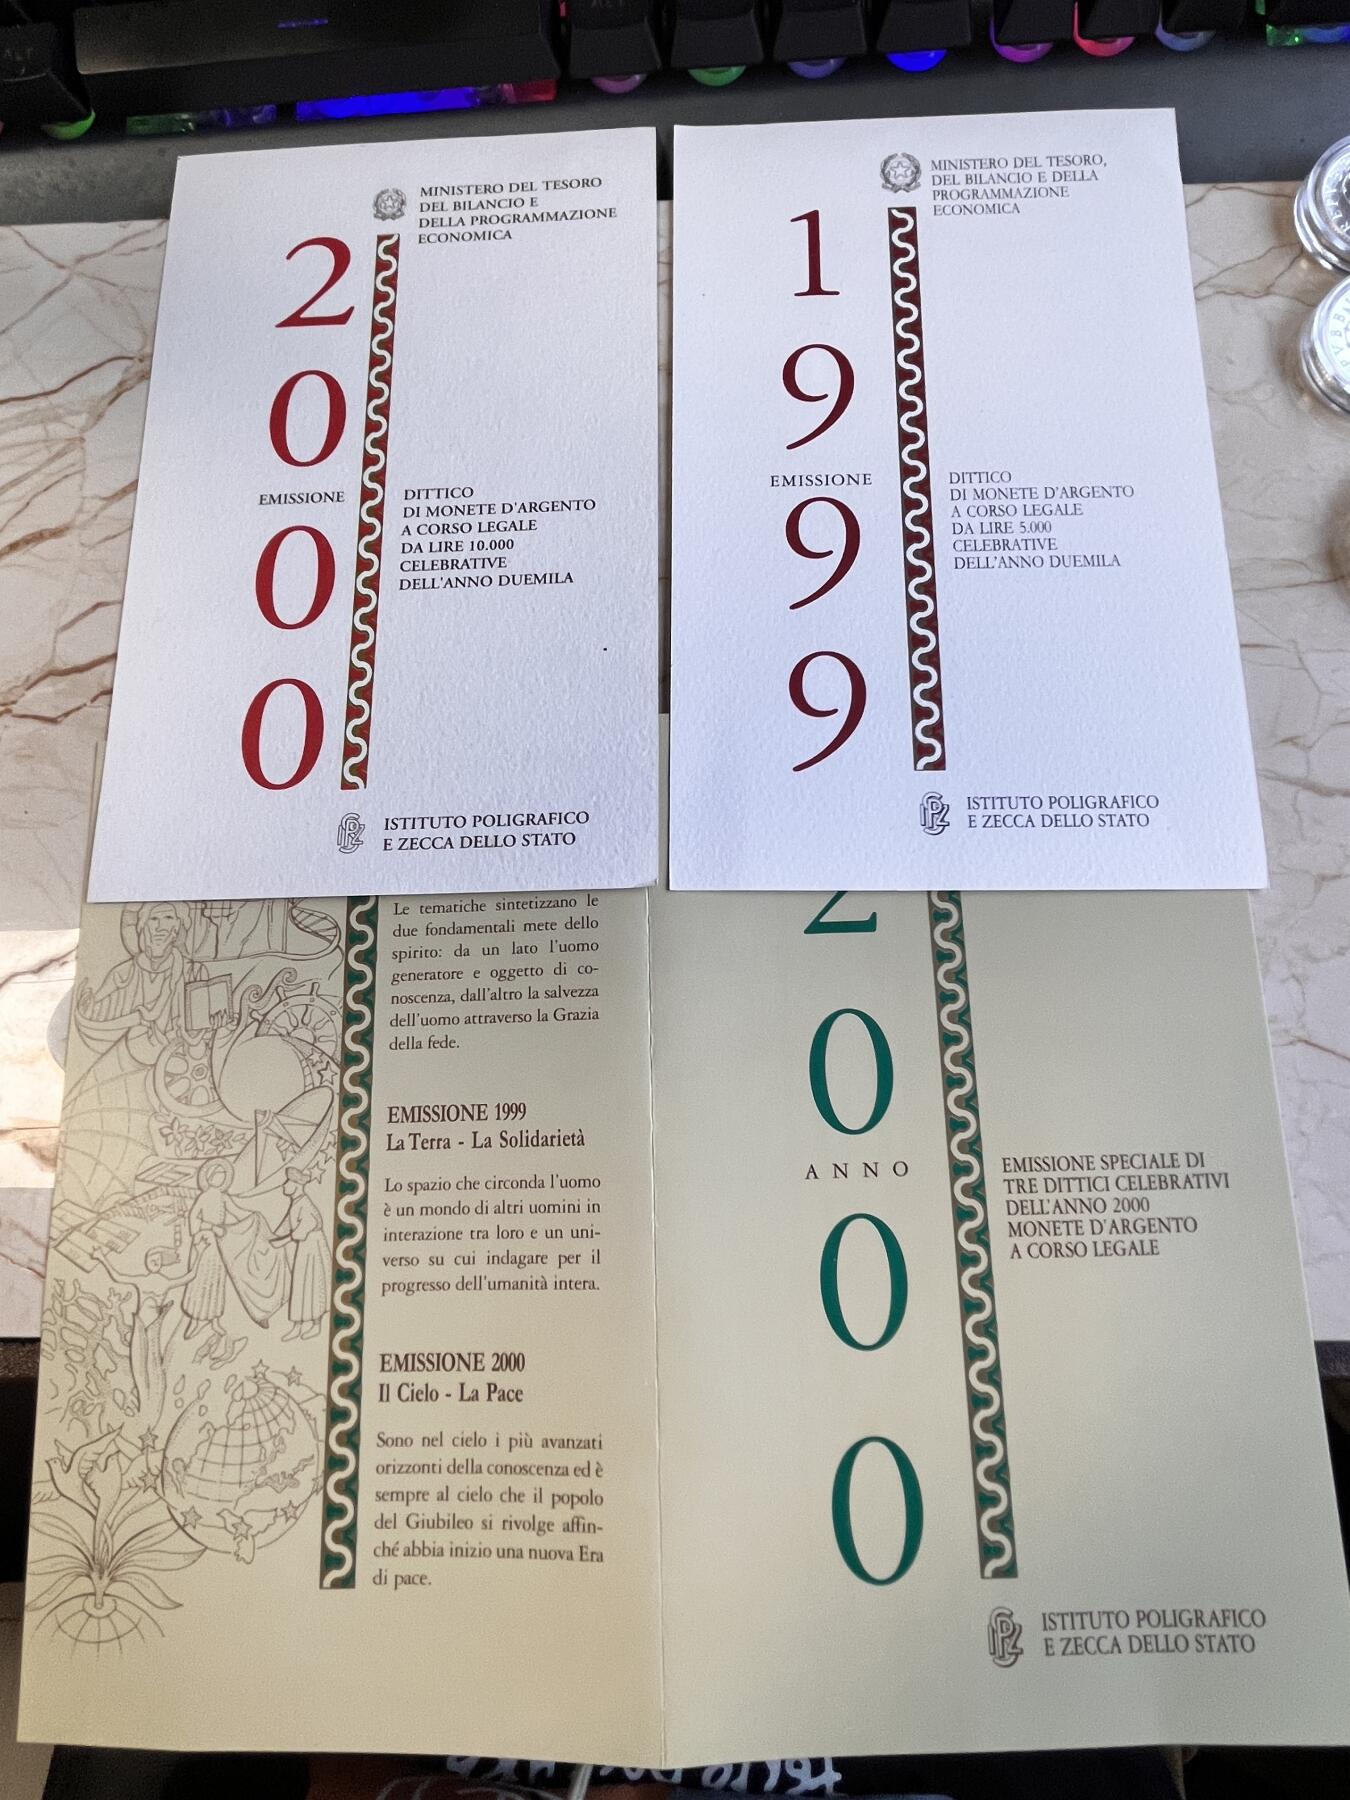 MINISTERO DEL TESORO
DEL BILANCIO E
DELLA PROGRAMMAZIONE
ECONOMICA
2
0
EMISSIONE
0
0
DITTICO
DI MONETE D'ARGENTO
A CORSO LEGALE
DA LIRE 10.000
CELEBRATIVE
DELL'ANNO DUEMILA
ISTITUTO POLIGRAFICO
E ZECCA DELLO STATO
MINISTERO DEL TESORO,
DEL BILANCIO E DELLA
PROGRAMMAZIONE
ECONOMICA
1
9
EMISSIONE
9
9
DITTICO
DI MONETE D'ARGENTO
A CORSO LEGALE
DA LIRE 5.000
CELEBRATIVE
DELL'ANNO DUEMILA
ISTITUTO POLIGRAFICO
E ZECCA DELLO STATO
Le tematiche sintetizzano le
due fondamentali mete dello
spirito: da un lato l'uomo
generatore e oggetto di co-
noscenza, dall'altro la salvezza
dell'uomo attraverso la Grazia
della fede.
EMISSIONE 1999
La Terra - La Solidarietà
Lo spazio che circonda l'uomo
è un mondo di altri uomini in
interazione tra loro e un uni-
verso su cui indagare per il
progresso dell'umanità intera.
EMISSIONE 2000
Il Cielo - La Pace
Sono nel cielo i più avanzati
orizzonti della conoscenza ed è
sempre al cielo che il popolo
del Giubileo si rivolge affin-
ché abbia inizio una nuova Era
di pace.
2
0
ANNO
0
0
EMISSIONE SPECIALE DI
TRE DITTICI CELEBRATIVI
DELL'ANNO 2000
MONETE D'ARGENTO
A CORSO LEGALE
ISTITUTO POLIGRAFICO
E ZECCA DELLO STATO